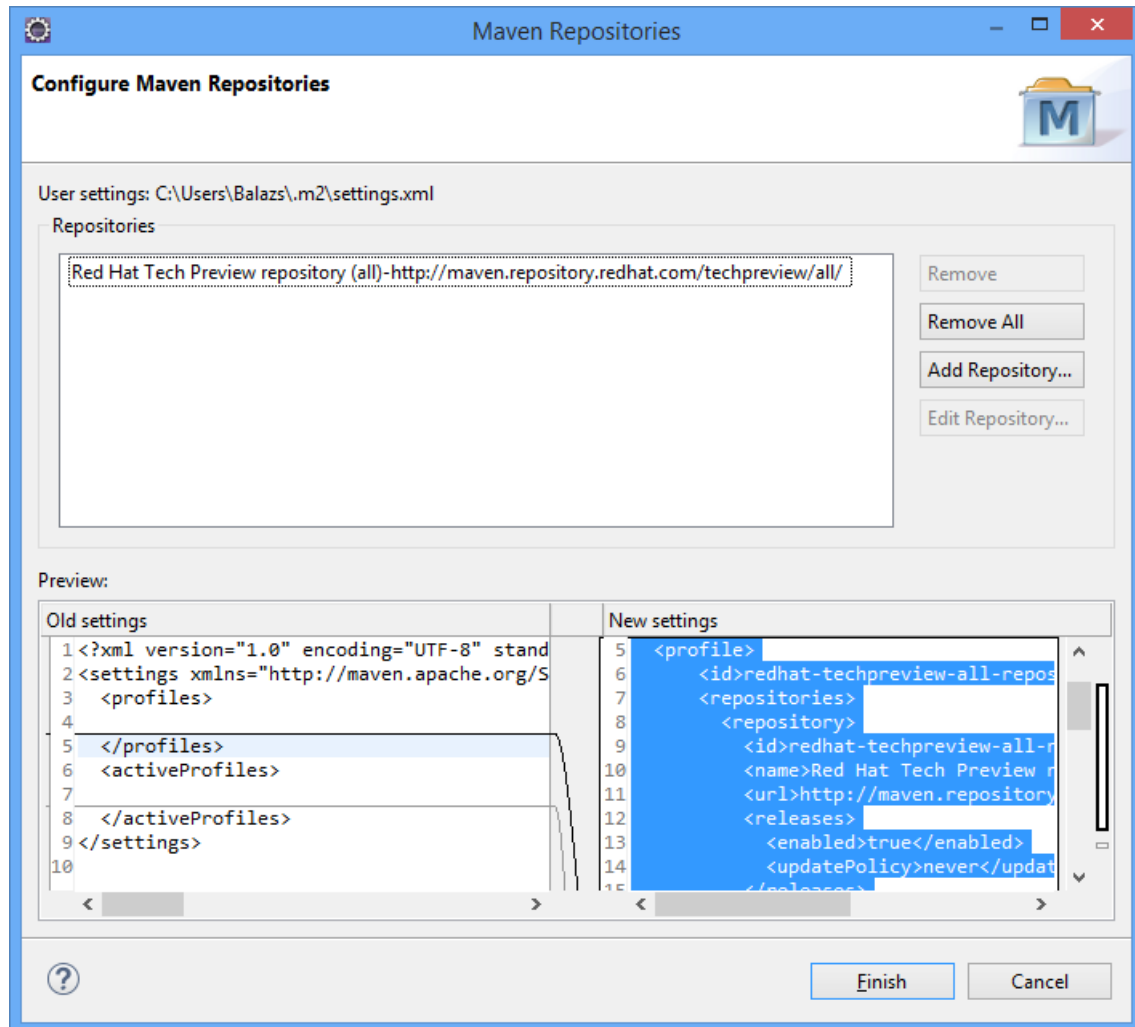 Maven Repositories
Configure Maven Repositories
M
User settings: C:\Users\Balazs\.m2\settings.xml
Repositories
Red Hat Tech Preview repository (all)-http://maven.repository.redhat.com/techpreview/all/
Remove
Remove All
Add Repository...
Edit Repository...
Preview:
Old settings
1 <?xml version="1.0" encoding="UTF-8" stand
2 <settings xmlns="http://maven.apache.org/S
3 <profiles>
4
5 </profiles>
6 <activeProfiles>
7
8 </activeProfiles>
9 </settings>
10
New settings
5 <profile>
6 <id>redhat-techpreview-all-repos
7 <repositories>
8 <repository>
9 <id>redhat-techpreview-all-r
10 <name>Red Hat Tech Preview r
11 <url>http://maven.repository
12 <releases>
13 <enabled>true</enabled>
14 <updatePolicy>never</updat
15 </releases>
Finish
Cancel